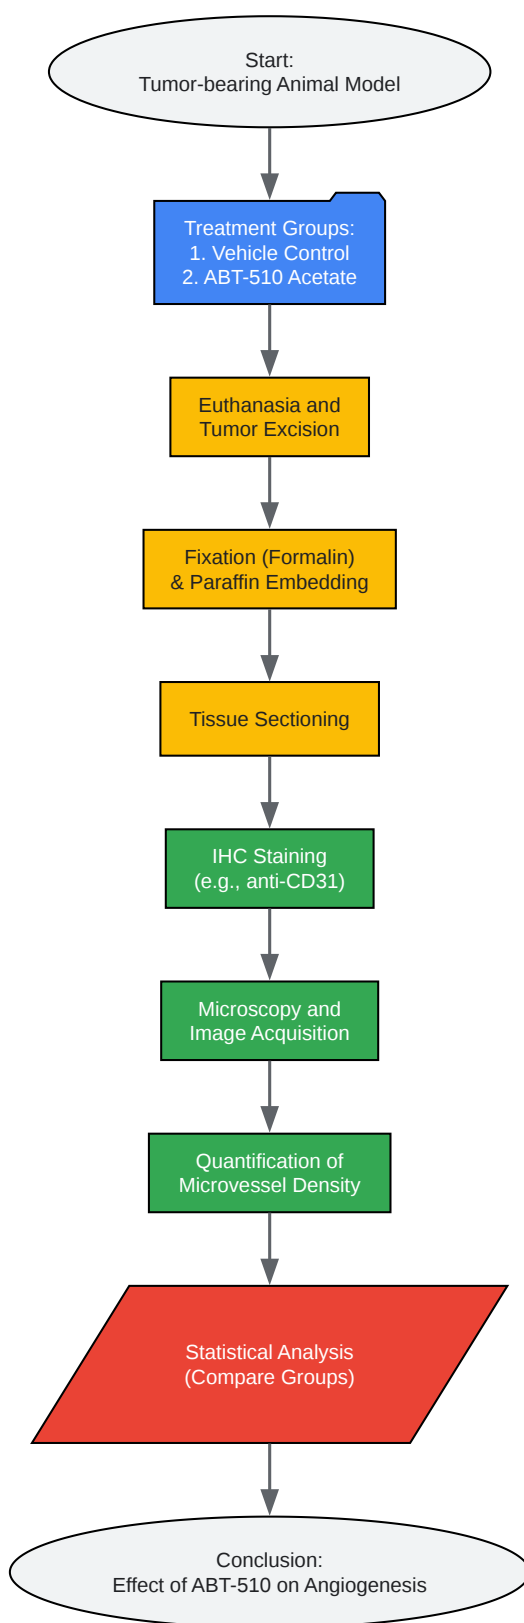 Start:
Tumor-bearing Animal Model
Treatment Groups:
1. Vehicle Control
2. ABT-510 Acetate
Euthanasia and
Tumor Excision
Fixation (Formalin)
& Paraffin Embedding
Tissue Sectioning
IHC Staining
(e.g., anti-CD31)
Microscopy and
Image Acquisition
Quantification of
Microvessel Density
Statistical Analysis
(Compare Groups)
Conclusion:
Effect of ABT-510 on Angiogenesis